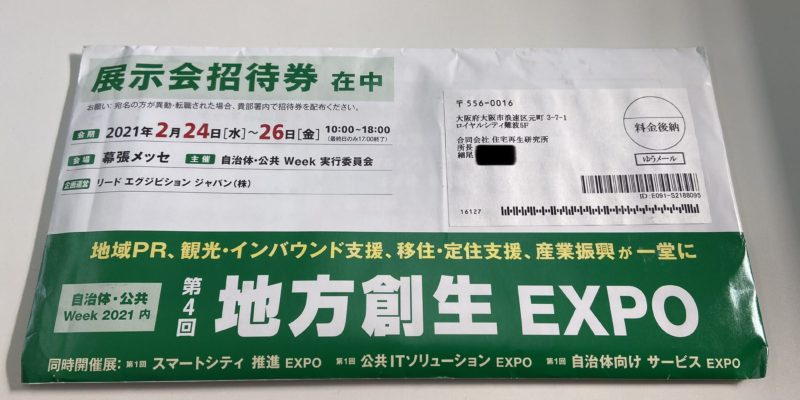 展示会招待券 在中
お願い:宛名の方が異動・転職された場合、貴部署内で招待券を配布ください。
会期 2021年2月24日[水]～26日[金] 10:00~18:00
(最終日のみ17:00終了)
会場 幕張メッセ 主催 自治体・公共 Week 実行委員会
企画運営 リード エグジビション ジャパン(株)
〒556-0016
大阪府大阪市浪速区元町 3-7-1
ロイヤルシティ難波5F
合同会社 住宅再生研究所
所長
細尾
料金後納
ゆうメール
ID:E091-S2188095
16127
地域PR、観光・インバウンド支援、移住・定住支援、産業振興が一堂に
自治体・公共
Week 2021 内
第4回 地方創生 EXPO
同時開催展: 第1回 スマートシティ 推進 EXPO 第1回 公共ITソリューション EXPO 第1回 自治体向け サービス EXPO